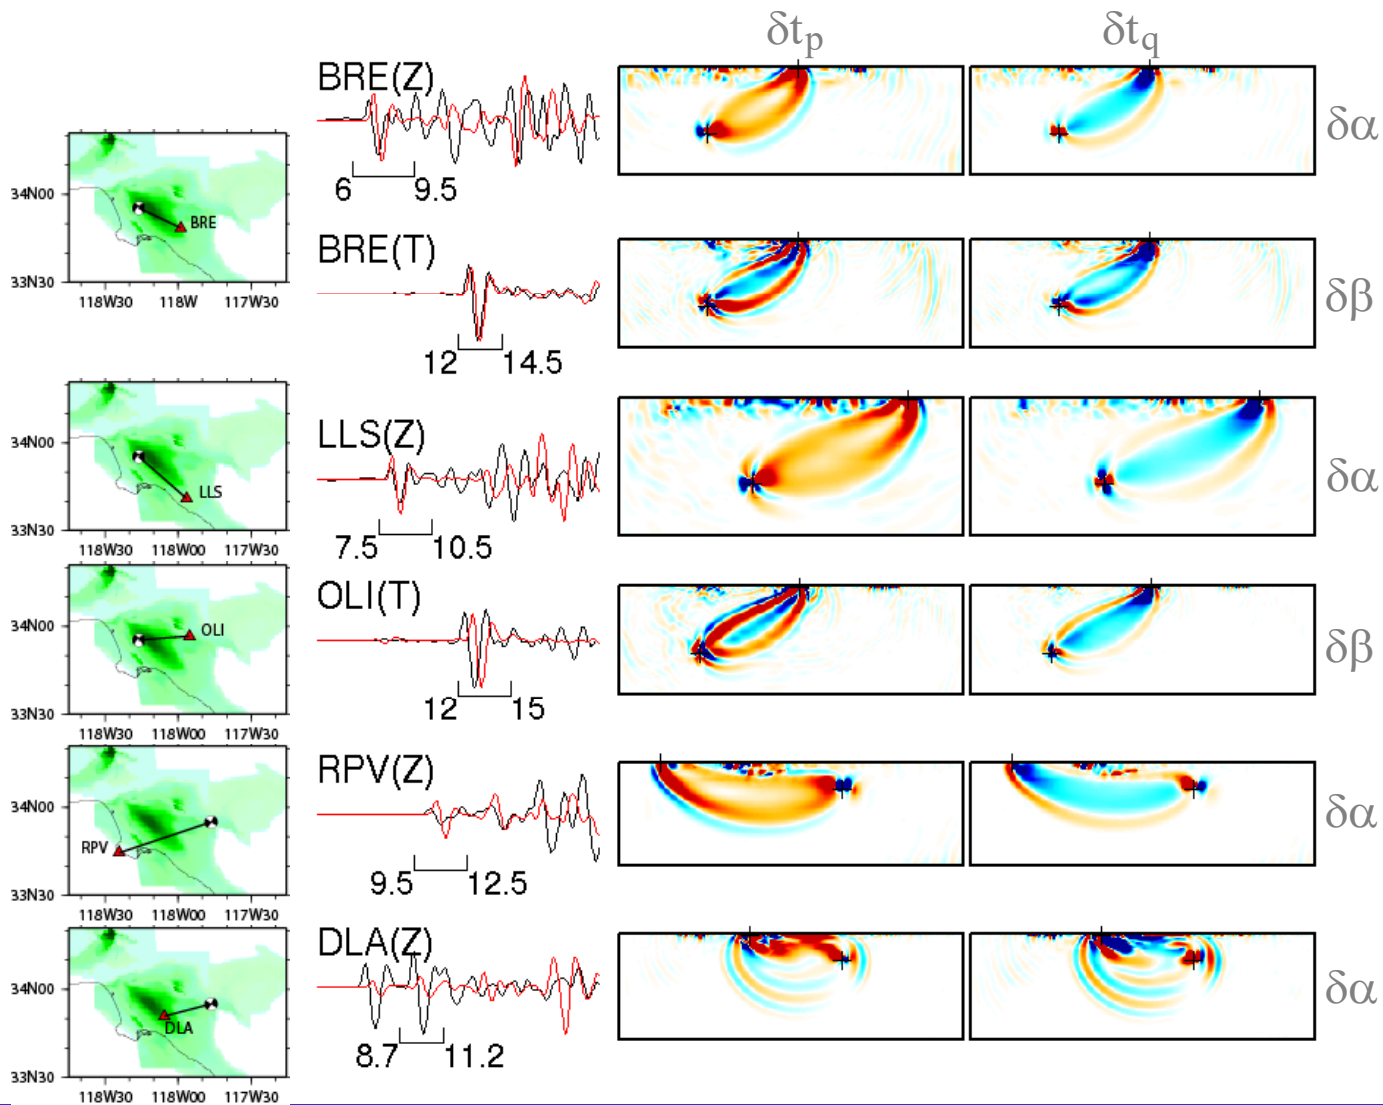 δtp δtq
BRE(Z)
6 9.5
δα
34N00
BRE
33N30
118W30 118W 117W30
BRE(T)
12 14.5
δβ
34N00
LLS
33N30
118W30 118W00 117W30
LLS(Z)
7.5 10.5
δα
34N00
OLI
33N30
118W30 118W00 117W30
OLI(T)
12 15
δβ
34N00
RPV
33N30
118W30 118W00 117W30
RPV(Z)
9.5 12.5
δα
34N00
DLA
33N30
118W30 118W00 117W30
DLA(Z)
8.7 11.2
δα